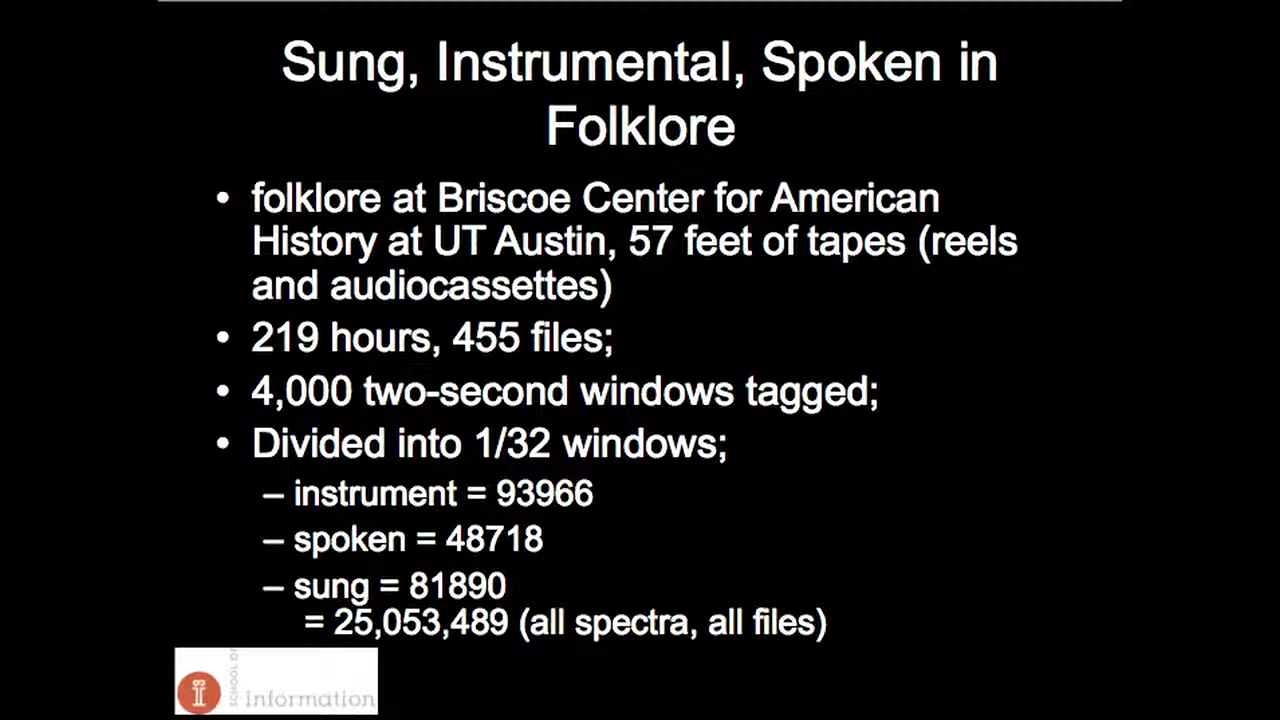 Sung, Instrumental, Spoken in
Folklore
• folklore at Briscoe Center for American
History at UT Austin, 57 feet of tapes (reels
and audiocassettes)
• 219 hours, 455 files;
• 4,000 two-second windows tagged;
• Divided into 1/32 windows;
– instrument = 93966
– spoken = 48718
– sung = 81890
= 25,053,489 (all spectra, all files)
i
SCHOOL OF
information